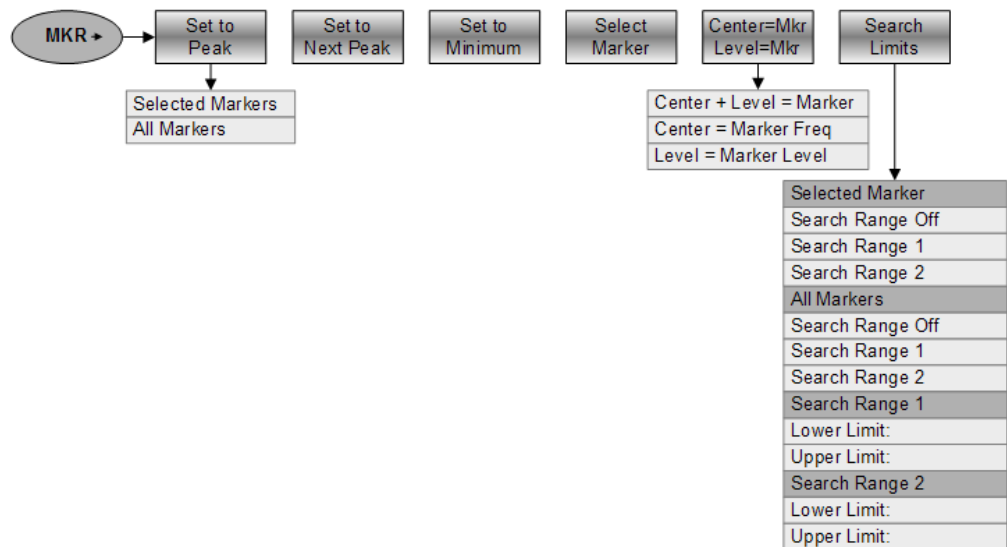 MKR→
Set to
Peak
Set to
Next Peak
Set to
Minimum
Select
Marker
Center=Mkr
Level=Mkr
Search
Limits
Selected Markers
All Markers
Center + Level = Marker
Center = Marker Freq
Level = Marker Level
Selected Marker
Search Range Off
Search Range 1
Search Range 2
All Markers
Search Range Off
Search Range 1
Search Range 2
Search Range 1
Lower Limit:
Upper Limit:
Search Range 2
Lower Limit:
Upper Limit: